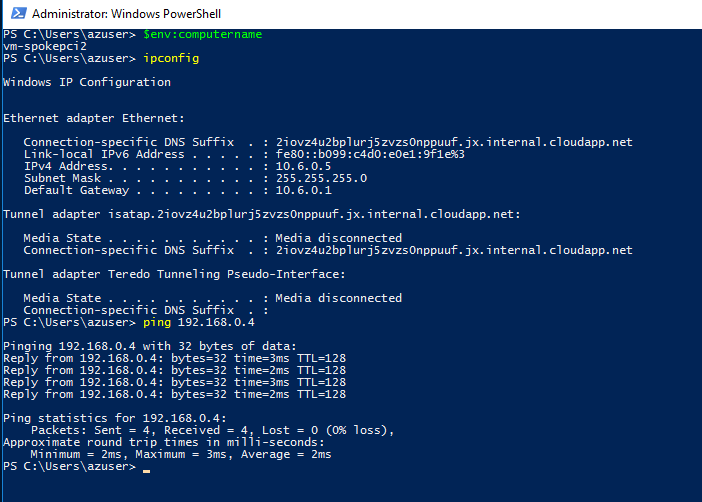 Administrator: Windows PowerShell
PS C:\Users\azuser> $env:computername
vm-spokepci2
PS C:\Users\azuser> ipconfig
Windows IP Configuration
Ethernet adapter Ethernet:
Connection-specific DNS Suffix  . : 2iovz4u2bplurj5zvzs0nppuuf.jx.internal.cloudapp.net
Link-local IPv6 Address . . . . . : fe80::b099:c4d0:e0e1:9f1e%3
IPv4 Address. . . . . . . . . . . : 10.6.0.5
Subnet Mask . . . . . . . . . . . : 255.255.255.0
Default Gateway . . . . . . . . . : 10.6.0.1
Tunnel adapter isatap.2iovz4u2bplurj5zvzs0nppuuf.jx.internal.cloudapp.net:
Media State . . . . . . . . . . . : Media disconnected
Connection-specific DNS Suffix  . : 2iovz4u2bplurj5zvzs0nppuuf.jx.internal.cloudapp.net
Tunnel adapter Teredo Tunneling Pseudo-Interface:
Media State . . . . . . . . . . . : Media disconnected
Connection-specific DNS Suffix  . :
PS C:\Users\azuser> ping 192.168.0.4
Pinging 192.168.0.4 with 32 bytes of data:
Reply from 192.168.0.4: bytes=32 time=3ms TTL=128
Reply from 192.168.0.4: bytes=32 time=2ms TTL=128
Reply from 192.168.0.4: bytes=32 time=3ms TTL=128
Reply from 192.168.0.4: bytes=32 time=2ms TTL=128
Ping statistics for 192.168.0.4:
Packets: Sent = 4, Received = 4, Lost = 0 (0% loss),
Approximate round trip times in milli-seconds:
Minimum = 2ms, Maximum = 3ms, Average = 2ms
PS C:\Users\azuser>